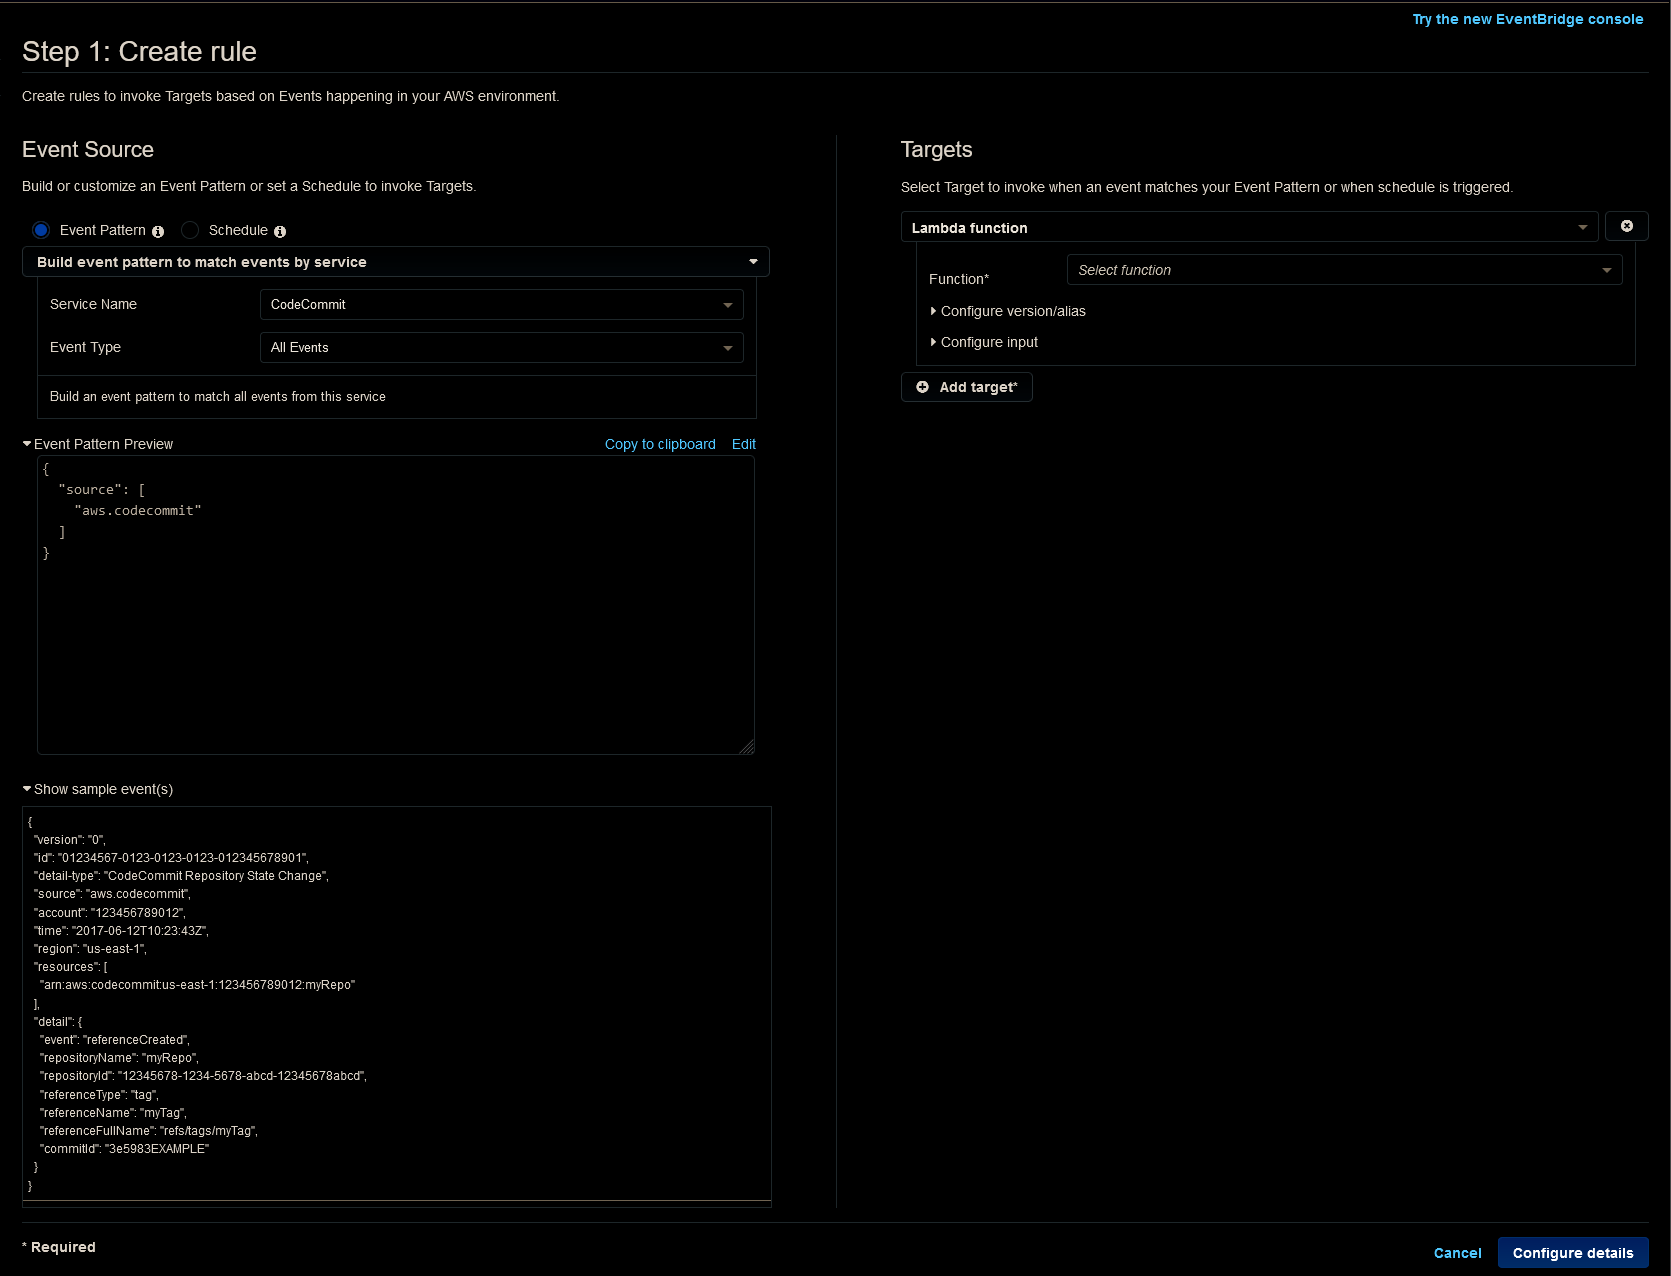 Try the new EventBridge console
Step 1: Create rule
Create rules to invoke Targets based on Events happening in your AWS environment.
Event Source
Build or customize an Event Pattern or set a Schedule to invoke Targets.
Event Pattern
Schedule
Build event pattern to match events by service
Service Name
CodeCommit
Event Type
All Events
Build an event pattern to match all events from this service
Event Pattern Preview
Copy to clipboard
Edit
{
  "source": [
    "aws.codecommit"
  ]
}
Show sample event(s)
{
  "version": "0",
  "id": "01234567-0123-0123-0123-012345678901",
  "detail-type": "CodeCommit Repository State Change",
  "source": "aws.codecommit",
  "account": "123456789012",
  "time": "2017-06-12T10:23:43Z",
  "region": "us-east-1",
  "resources": [
    "arn:aws:codecommit:us-east-1:123456789012:myRepo"
  ],
  "detail": {
    "event": "referenceCreated",
    "repositoryName": "myRepo",
    "repositoryId": "12345678-1234-5678-abcd-12345678abcd",
    "referenceType": "tag",
    "referenceName": "myTag",
    "referenceFullName": "refs/tags/myTag",
    "commitId": "3e5983EXAMPLE"
  }
}
Targets
Select Target to invoke when an event matches your Event Pattern or when schedule is triggered.
Lambda function
Function*
Select function
Configure version/alias
Configure input
Add target*
* Required
Cancel
Configure details